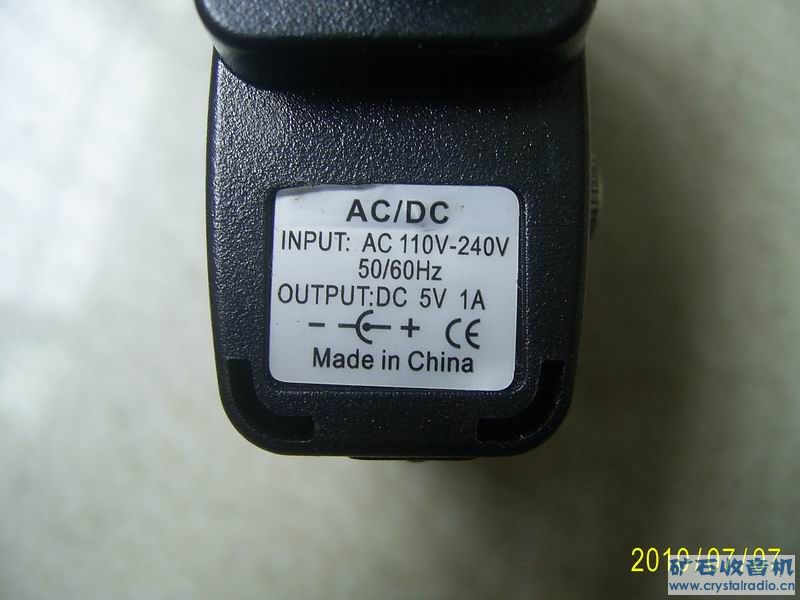 AC/DC
INPUT: AC 110V-240V
50/60Hz
OUTPUT:DC 5V 1A
- + CE
Made in China
2010/07/07
矿石收音机
www.crystalradio.cn